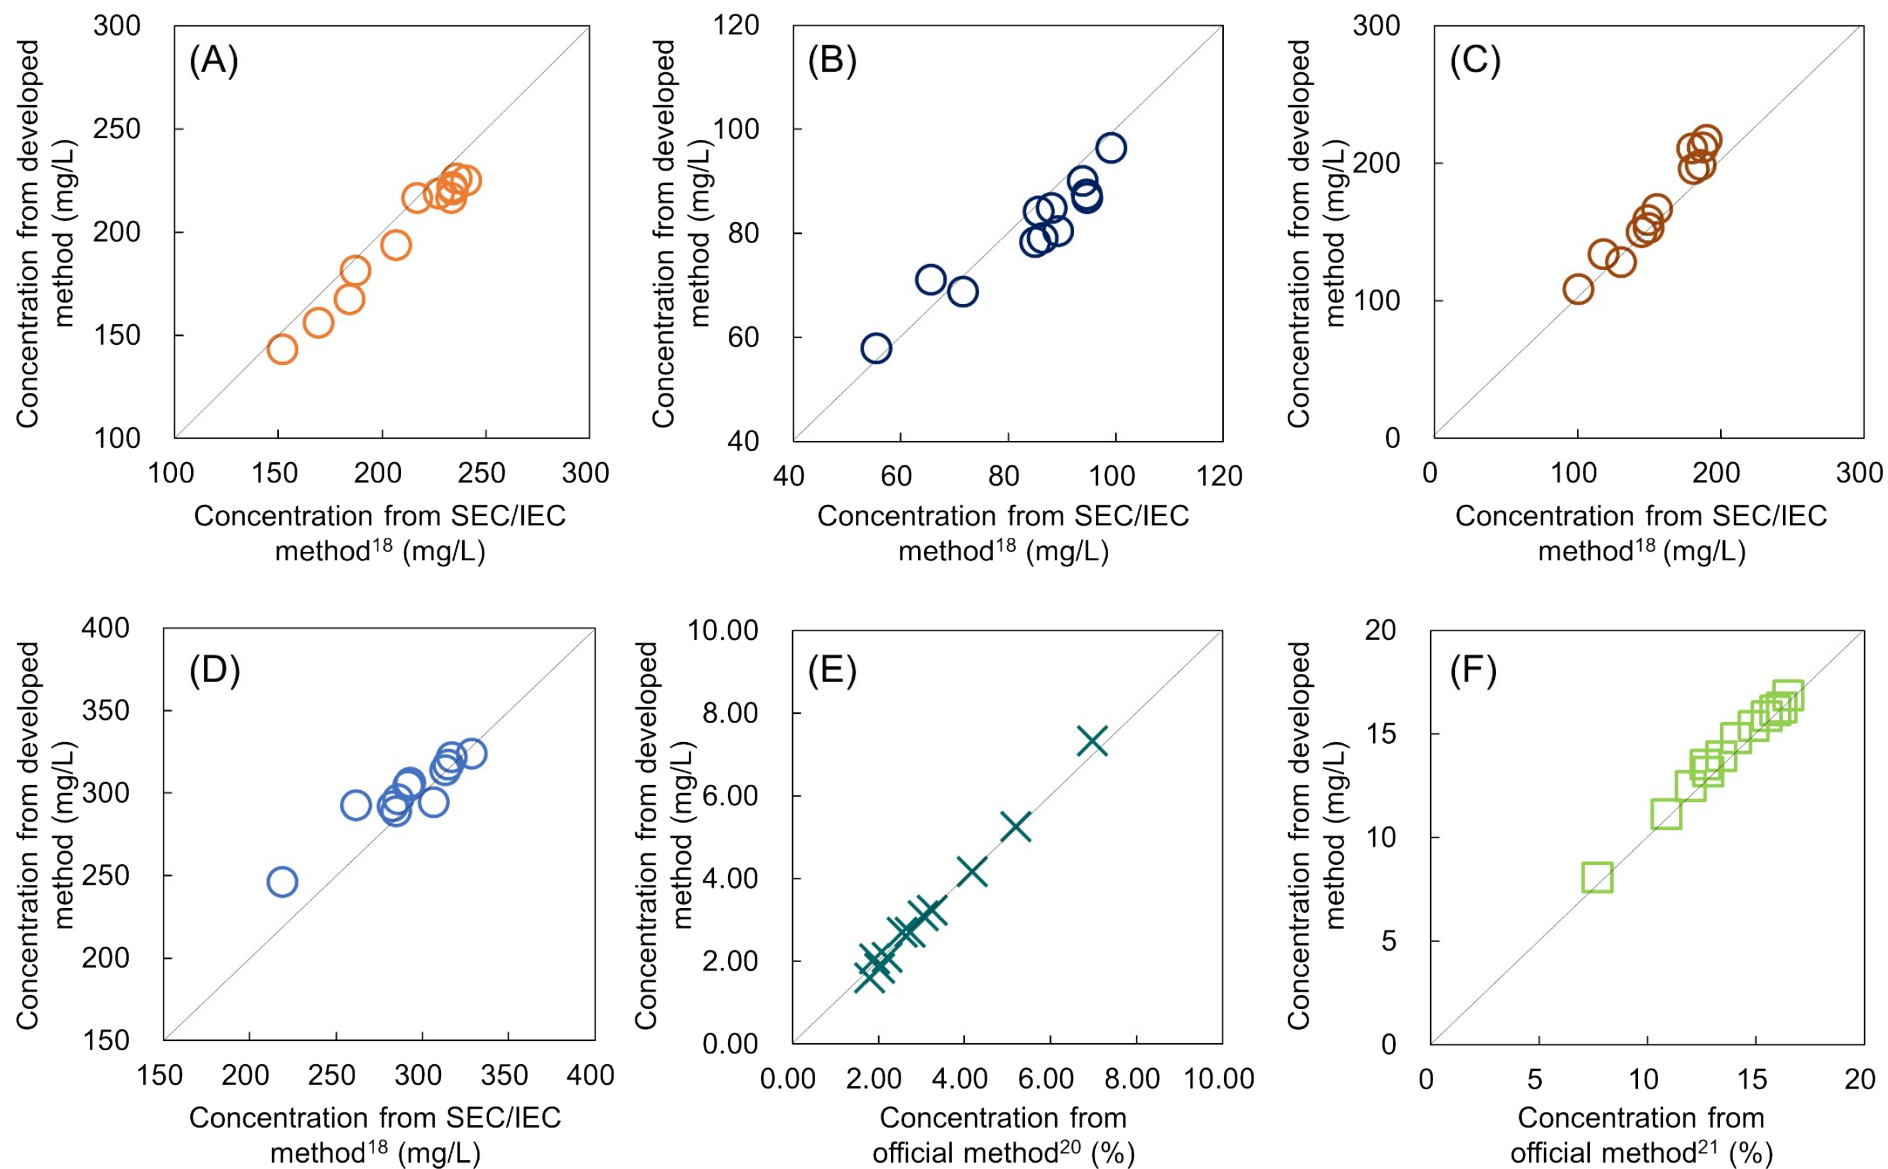 (A)
Concentration from developed
method (mg/L)
300
250
200
150
100
100 150 200 250 300
Concentration from SEC/IEC
method¹⁸ (mg/L)
(B)
Concentration from developed
method (mg/L)
120
100
80
60
40
40 60 80 100 120
Concentration from SEC/IEC
method¹⁸ (mg/L)
(C)
Concentration from developed
method (mg/L)
300
200
100
0
0 100 200 300
Concentration from SEC/IEC
method¹⁸ (mg/L)
(D)
Concentration from developed
method (mg/L)
400
350
300
250
200
150
150 200 250 300 350 400
Concentration from SEC/IEC
method¹⁸ (mg/L)
(E)
Concentration from developed
method (mg/L)
10.00
8.00
6.00
4.00
2.00
0.00
0.00 2.00 4.00 6.00 8.00 10.00
Concentration from
official method²⁰ (%)
(F)
Concentration from developed
method (mg/L)
20
15
10
5
0
0 5 10 15 20
Concentration from
official method²¹ (%)